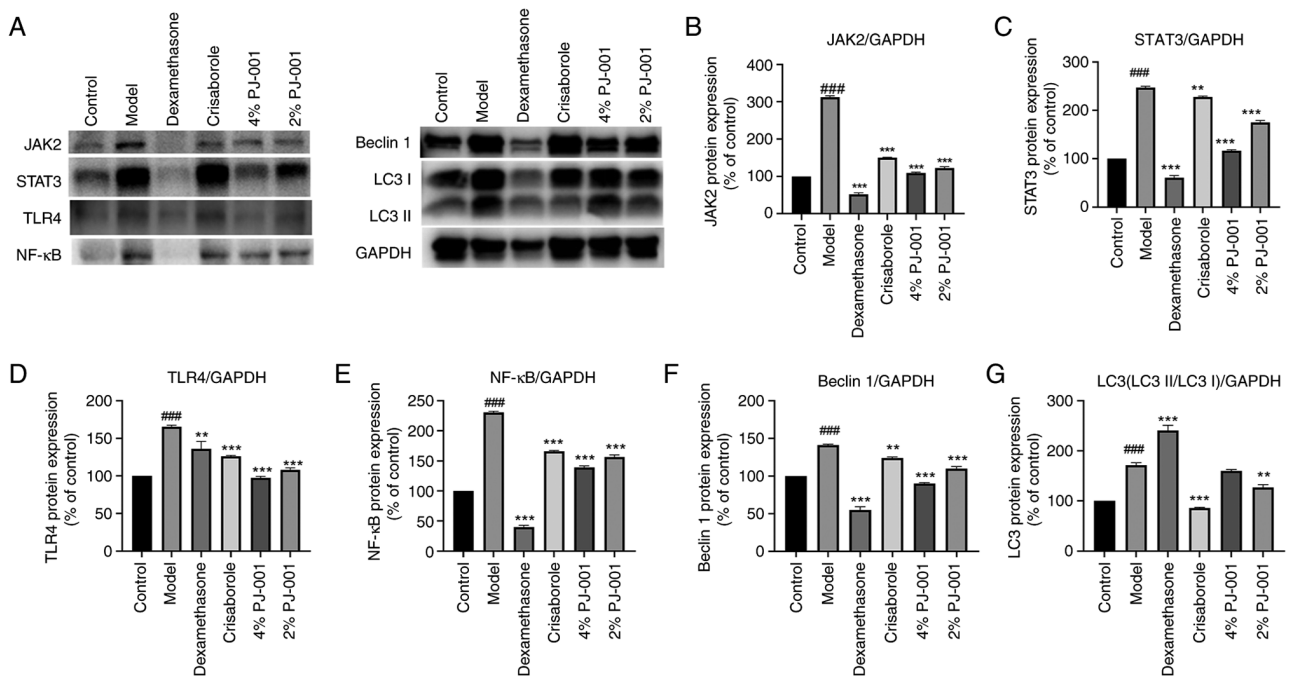 A
Control
Model
Dexamethasone
Crisaborole
4% PJ-001
2% PJ-001
JAK2
STAT3
TLR4
NF-κB
Control
Model
Dexamethasone
Crisaborole
4% PJ-001
2% PJ-001
Beclin 1
LC3 I
LC3 II
GAPDH
B
JAK2/GAPDH
JAK2 protein expression
(% of control)
400
300
200
100
0
###
***
***
***
***
Control
Model
Dexamethasone
Crisaborole
4% PJ-001
2% PJ-001
C
STAT3/GAPDH
STAT3 protein expression
(% of control)
300
200
100
0
###
***
**
***
***
Control
Model
Dexamethasone
Crisaborole
4% PJ-001
2% PJ-001
D
TLR4/GAPDH
TLR4 protein expression
(% of control)
200
150
100
50
0
###
**
***
***
***
Control
Model
Dexamethasone
Crisaborole
4% PJ-001
2% PJ-001
E
NF-κB/GAPDH
NF-κB protein expression
(% of control)
250
200
150
100
50
0
###
***
***
***
***
Control
Model
Dexamethasone
Crisaborole
4% PJ-001
2% PJ-001
F
Beclin 1/GAPDH
Beclin 1 protein expression
(% of control)
200
150
100
50
0
###
***
**
***
***
Control
Model
Dexamethasone
Crisaborole
4% PJ-001
2% PJ-001
G
LC3(LC3 II/LC3 I)/GAPDH
LC3 protein expression
(% of control)
300
200
100
0
###
***
***
**
Control
Model
Dexamethasone
Crisaborole
4% PJ-001
2% PJ-001